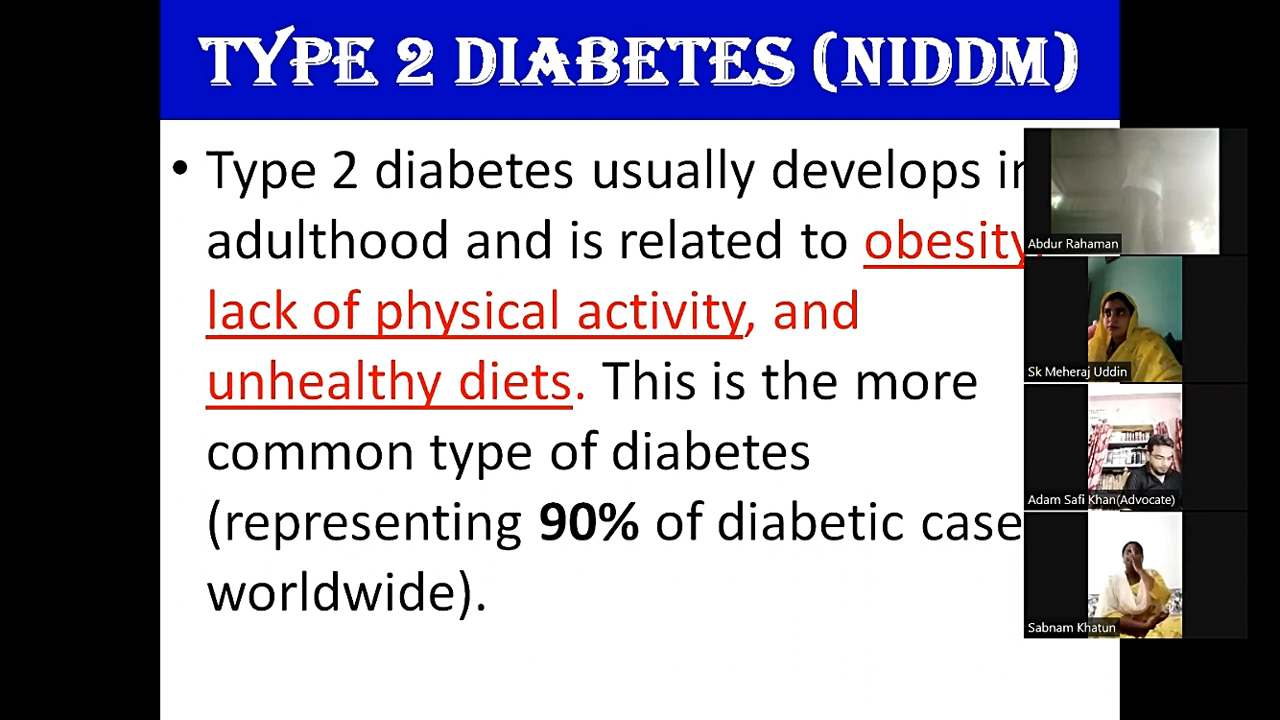 TYPE 2 DIABETES (NIDDM)
• Type 2 diabetes usually develops in
adulthood and is related to obesity,
lack of physical activity, and
unhealthy diets. This is the more
common type of diabetes
(representing 90% of diabetic case
worldwide).
Abdur Rahaman
Sk Meheraj Uddin
Adam Safi Khan(Advocate)
Sabnam Khatun